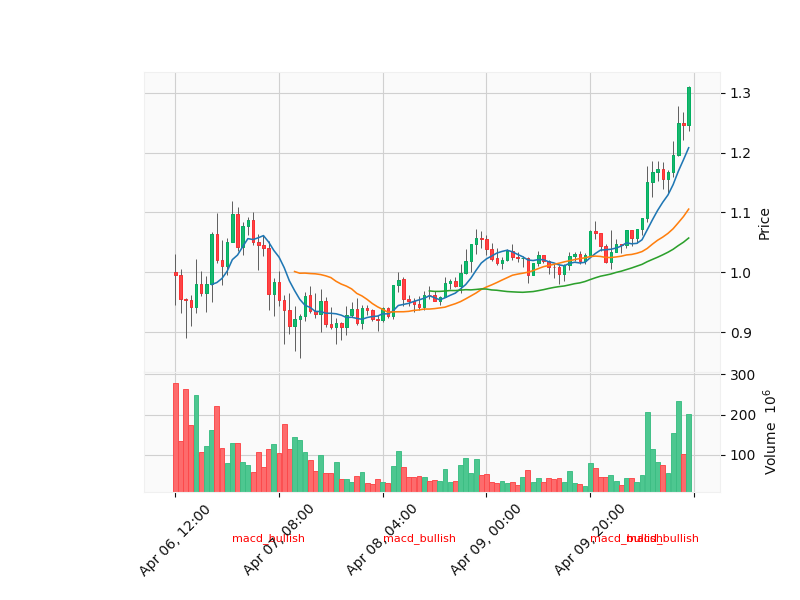 1.3
1.2
1.1
1.0
0.9
Price
300
200
100
Volume 10^6
Apr 06, 12:00
Apr 07, 08:00
Apr 08, 04:00
Apr 09, 00:00
Apr 09, 20:00
macd_bullish
macd_bullish
macd_bullish
macd_bullish